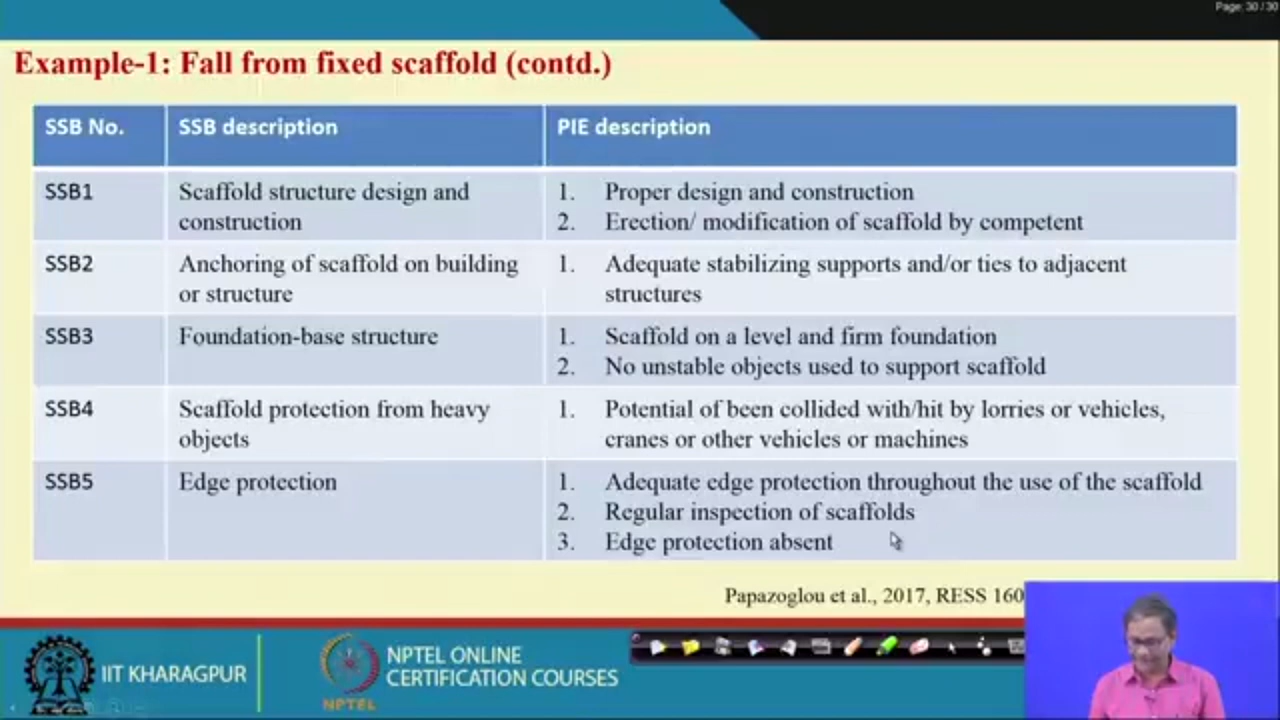 Page: 30 / 30
Example-1: Fall from fixed scaffold (contd.)
SSB No. SSB description PIE description
SSB1 Scaffold structure design and 1. Proper design and construction
construction 2. Erection/ modification of scaffold by competent
SSB2 Anchoring of scaffold on building 1. Adequate stabilizing supports and/or ties to adjacent
or structure structures
SSB3 Foundation-base structure 1. Scaffold on a level and firm foundation
2. No unstable objects used to support scaffold
SSB4 Scaffold protection from heavy 1. Potential of been collided with/hit by lorries or vehicles,
objects cranes or other vehicles or machines
SSB5 Edge protection 1. Adequate edge protection throughout the use of the scaffold
2. Regular inspection of scaffolds
3. Edge protection absent
Papazoglou et al., 2017, RESS 160
IIT KHARAGPUR
NPTEL
NPTEL ONLINE
CERTIFICATION COURSES